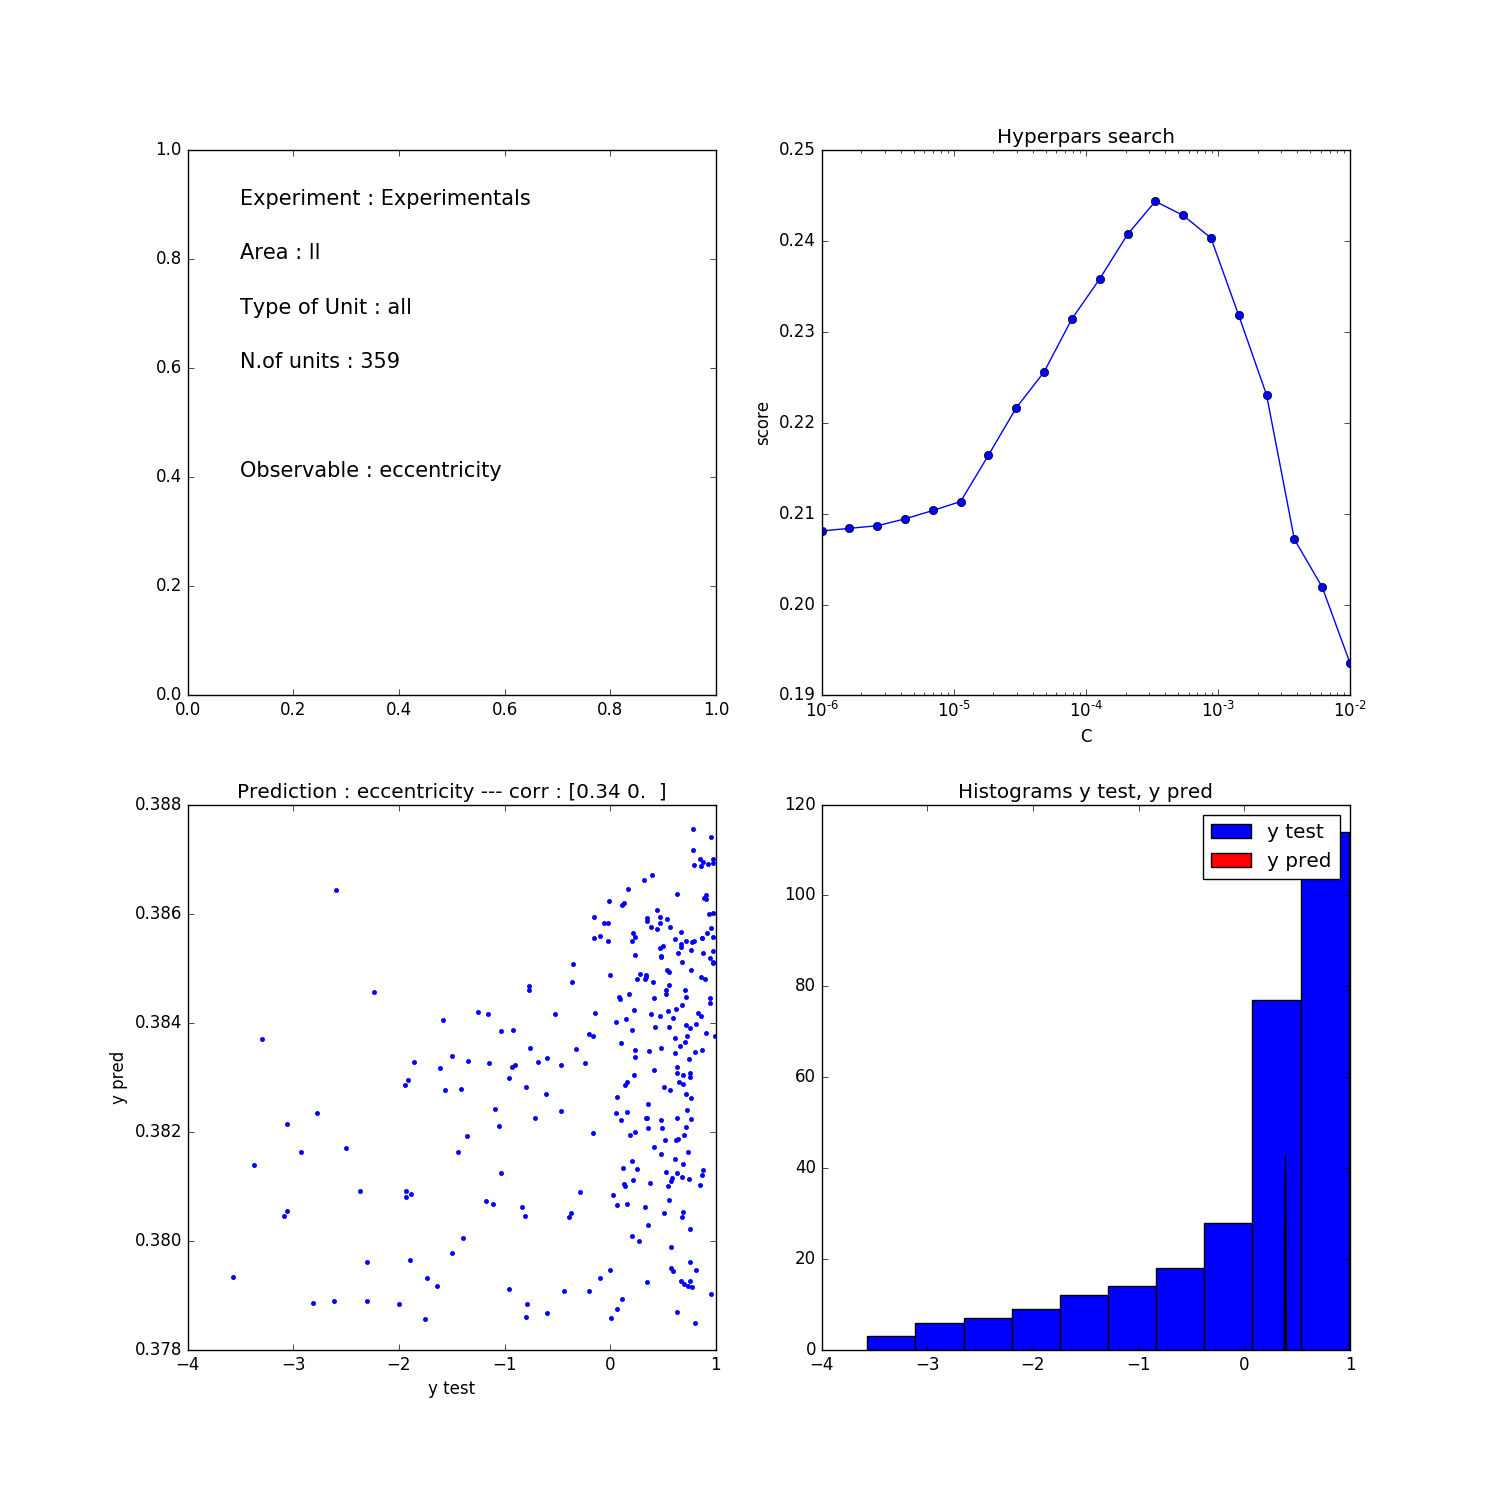 1.0
0.8
0.6
0.4
0.2
0.0
0.0 0.2 0.4 0.6 0.8 1.0
Experiment : Experimentals
Area : ll
Type of Unit : all
N.of units : 359
Observable : eccentricity
Hyperpars search
0.25
0.24
0.23
0.22
0.21
0.20
0.19
score
10⁻⁶ 10⁻⁵ 10⁻⁴ 10⁻³ 10⁻²
C
Prediction : eccentricity --- corr : [0.34 0.  ]
0.388
0.386
0.384
0.382
0.380
0.378
y pred
−4 −3 −2 −1 0 1
y test
Histograms y test, y pred
120
100
80
60
40
20
0
−4 −3 −2 −1 0 1
y test
y pred